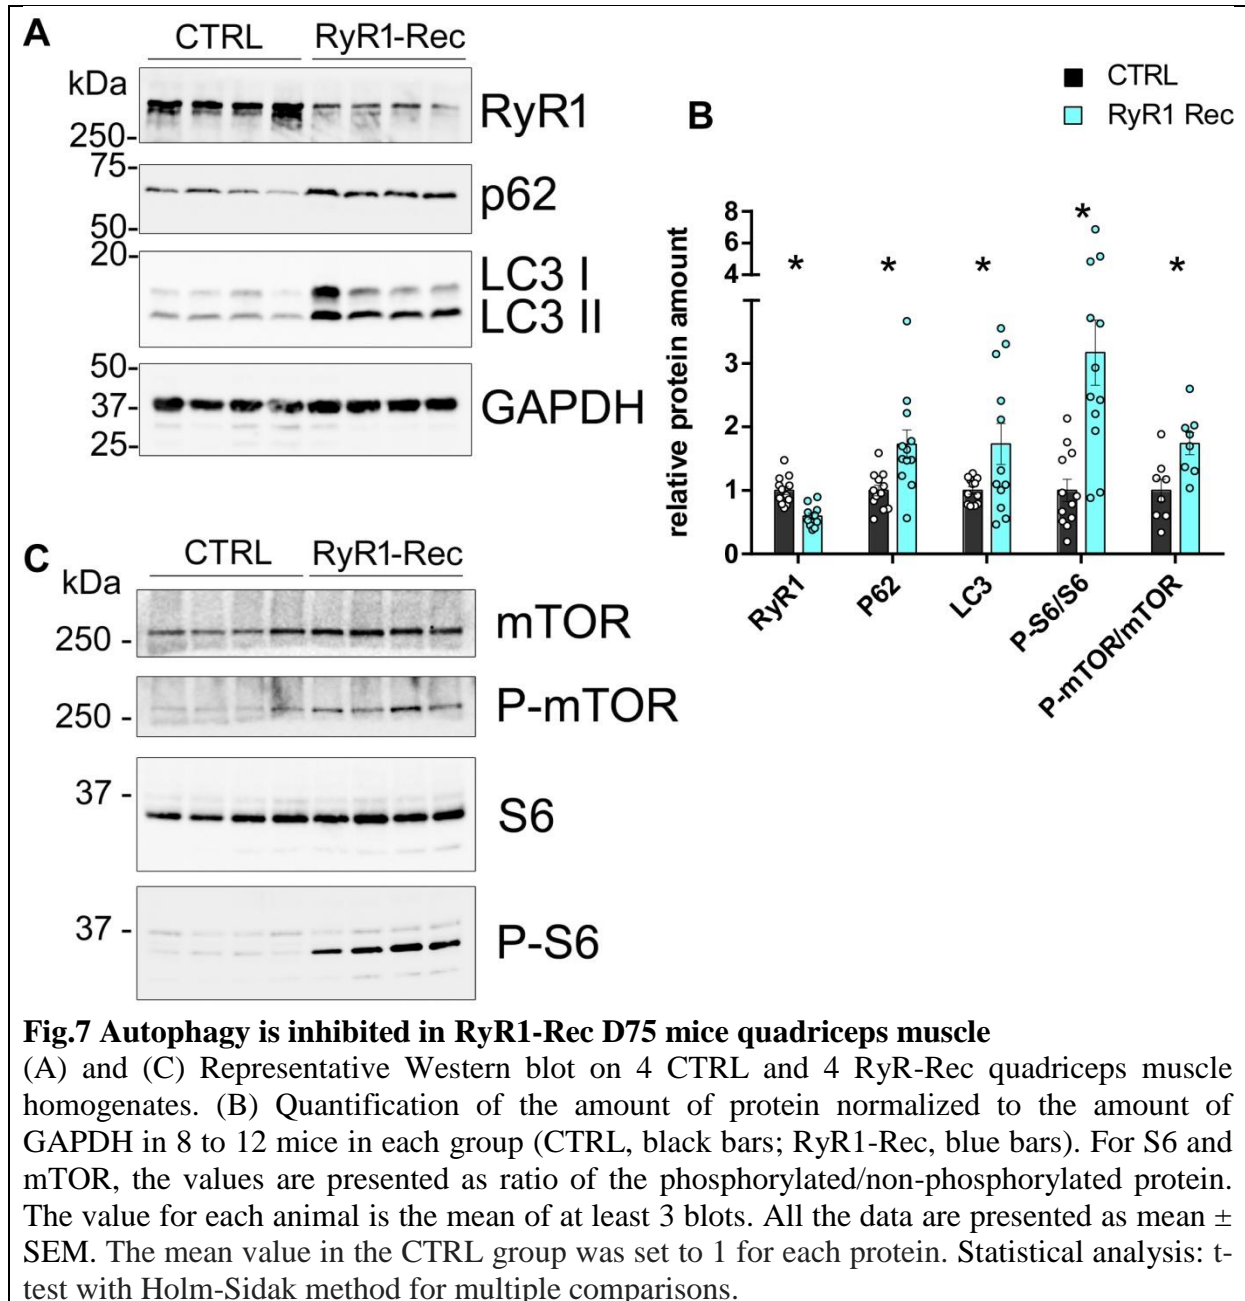 A
CTRL RyR1-Rec
kDa
250-
RyR1
75-
50-
p62
20-
LC3 I
LC3 II
50-
37-
25-
GAPDH
B
CTRL
RyR1 Rec
relative protein amount
8
6
4
3
2
1
0
* * * * *
RyR1
P62
LC3
P-S6/S6
P-mTOR/mTOR
C
CTRL RyR1-Rec
kDa
250 -
mTOR
250 -
P-mTOR
37 -
S6
37 -
P-S6
Fig.7 Autophagy is inhibited in RyR1-Rec D75 mice quadriceps muscle
(A) and (C) Representative Western blot on 4 CTRL and 4 RyR-Rec quadriceps muscle
homogenates. (B) Quantification of the amount of protein normalized to the amount of
GAPDH in 8 to 12 mice in each group (CTRL, black bars; RyR1-Rec, blue bars). For S6 and
mTOR, the values are presented as ratio of the phosphorylated/non-phosphorylated protein.
The value for each animal is the mean of at least 3 blots. All the data are presented as mean ±
SEM. The mean value in the CTRL group was set to 1 for each protein. Statistical analysis: t-
test with Holm-Sidak method for multiple comparisons.